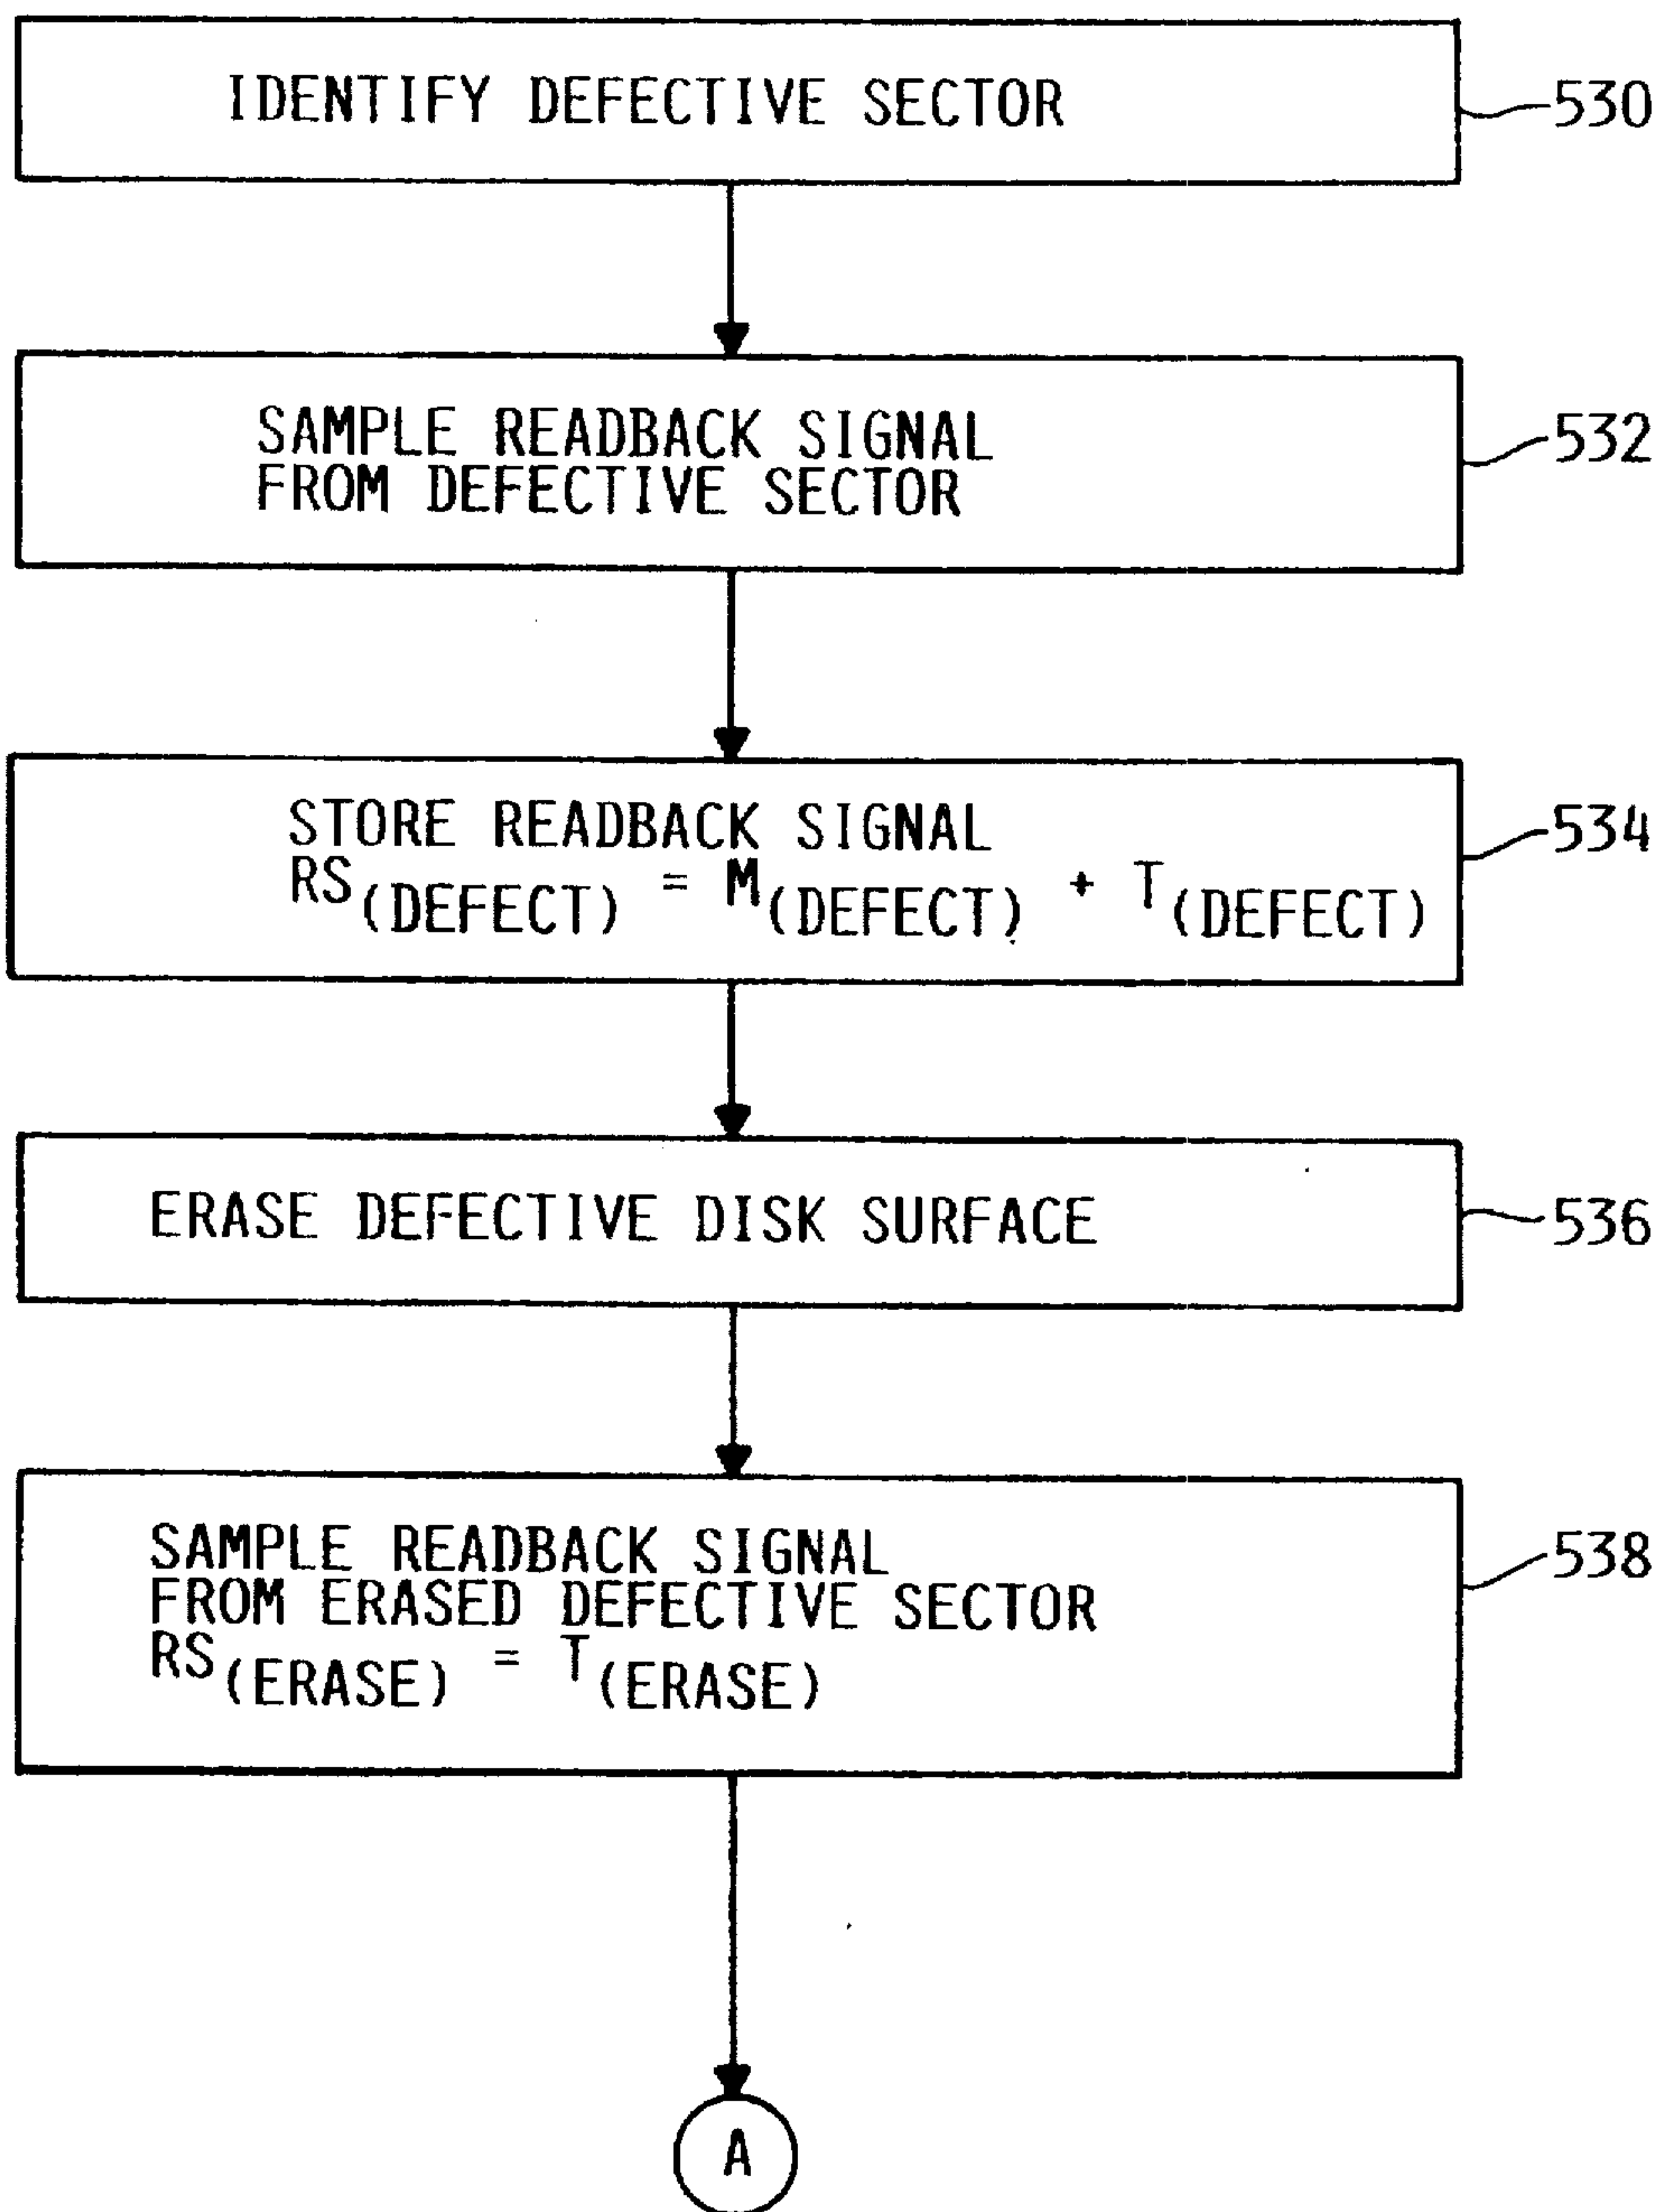 IDENTIFY DEFECTIVE SECTOR
530
SAMPLE READBACK SIGNAL
FROM DEFECTIVE SECTOR
532
STORE READBACK SIGNAL
RS(DEFECT) = M(DEFECT) + T(DEFECT)
534
ERASE DEFECTIVE DISK SURFACE
536
SAMPLE READBACK SIGNAL
FROM ERASED DEFECTIVE SECTOR
RS(ERASE) = T(ERASE)
538
A